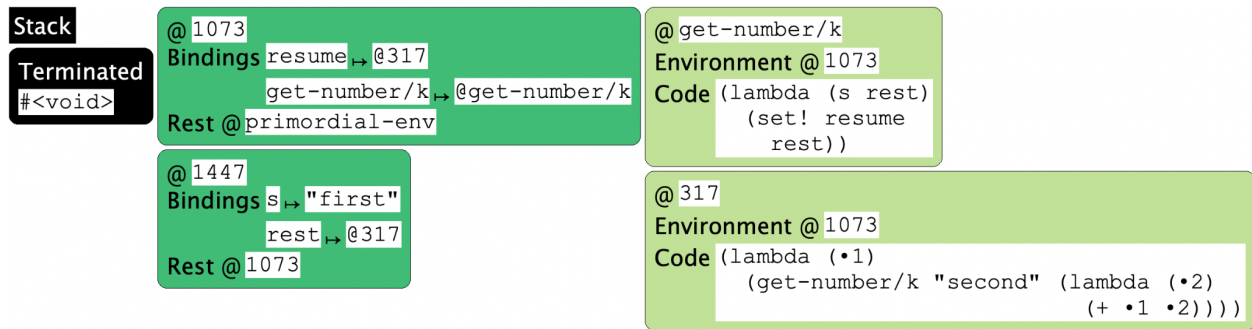 Stack
Terminated
#<void>
@ 1073
Bindings resume ↦ @317
get-number/k ↦ @get-number/k
Rest @ primordial-env
@ 1447
Bindings s ↦ "first"
rest ↦ @317
Rest @ 1073
@ get-number/k
Environment @ 1073
Code (lambda (s rest)
(set! resume
rest))
@ 317
Environment @ 1073
Code (lambda (•1)
(get-number/k "second" (lambda (•2)
(+ •1 •2))))